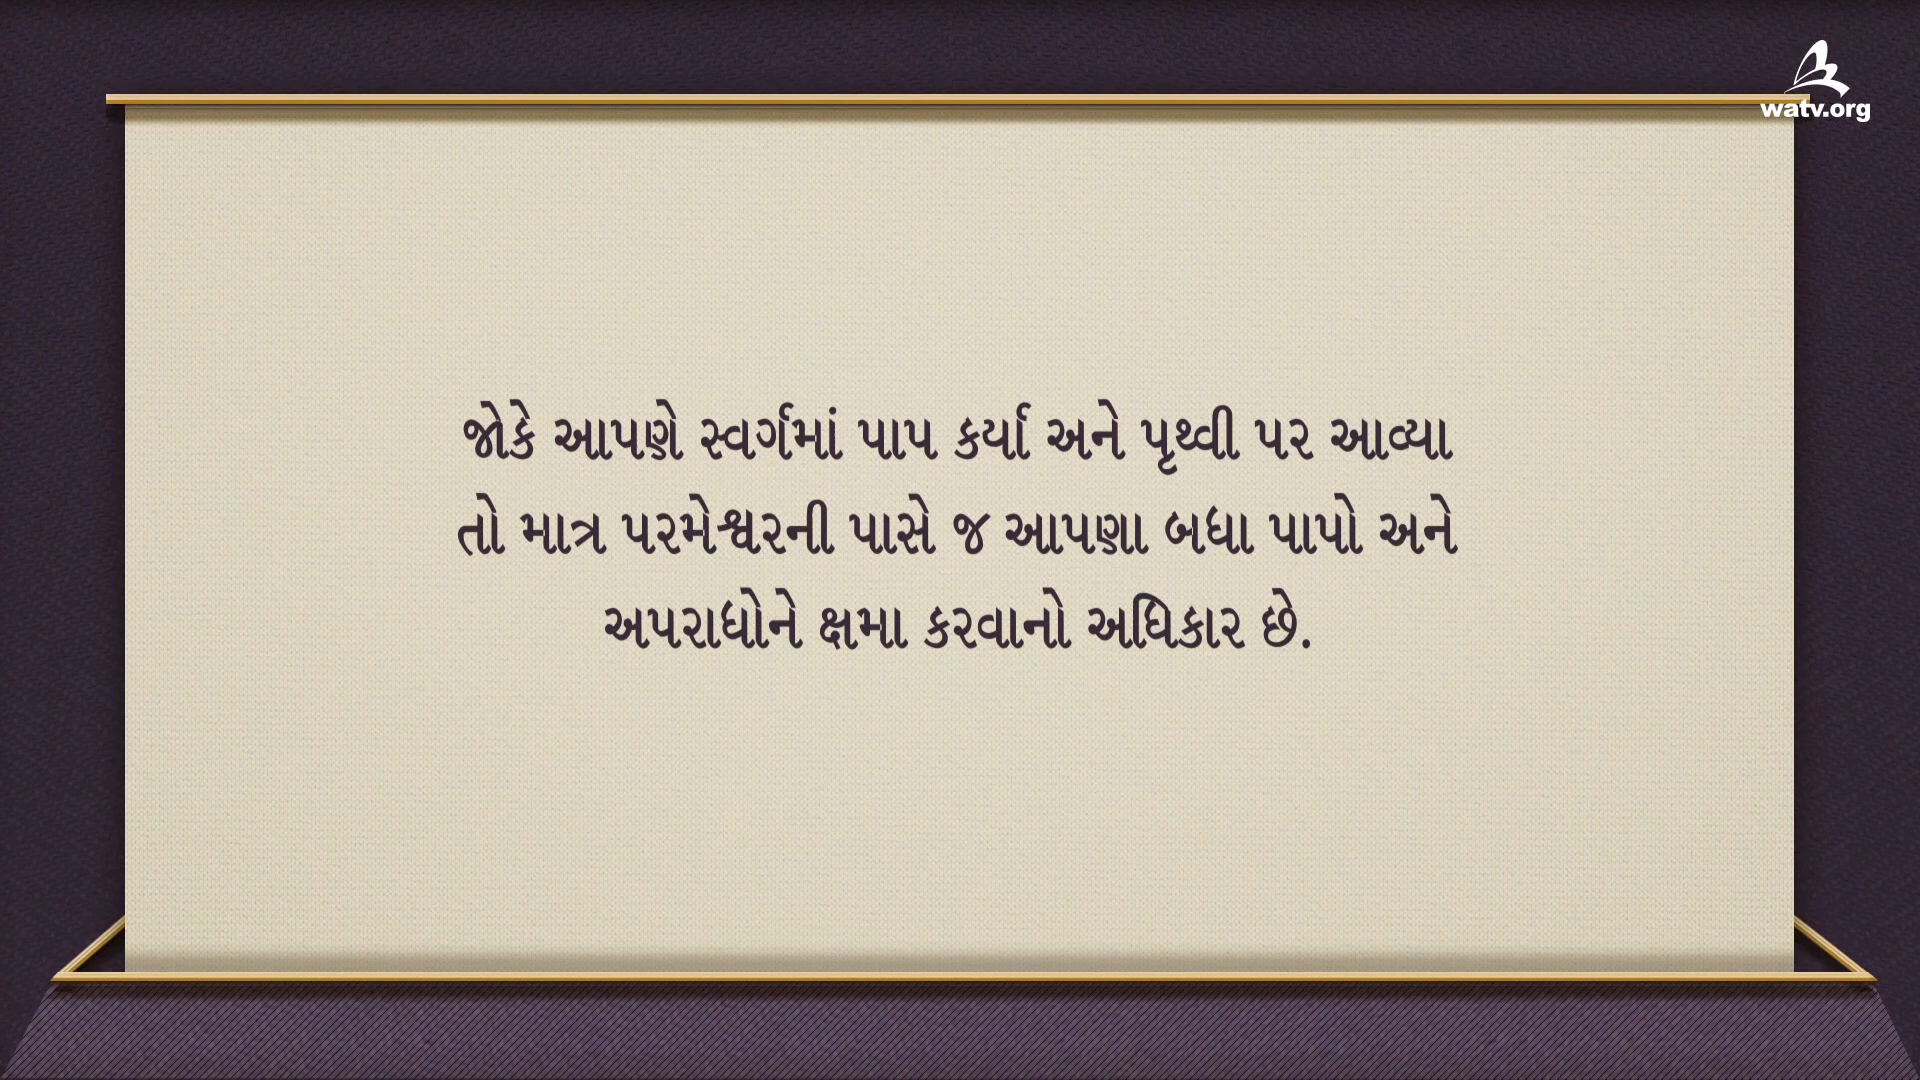 watv.org
જોકે આપણે સ્વર્ગમાં પાપ કર્યા અને પૃથ્વી પર આવ્યા
તો માત્ર પરમેશ્વરની પાસે જ આપણા બધા પાપો અને
અપરાધોને ક્ષમા કરવાનો અધિકાર છે.